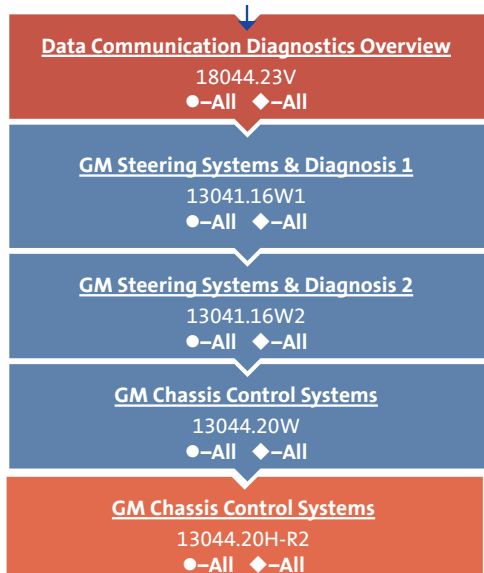 Data Communication Diagnostics Overview
18044.23V
●–All ◆–All
GM Steering Systems & Diagnosis 1
13041.16W1
●–All ◆–All
GM Steering Systems & Diagnosis 2
13041.16W2
●–All ◆–All
GM Chassis Control Systems
13044.20W
●–All ◆–All
GM Chassis Control Systems
13044.20H-R2
●–All ◆–All